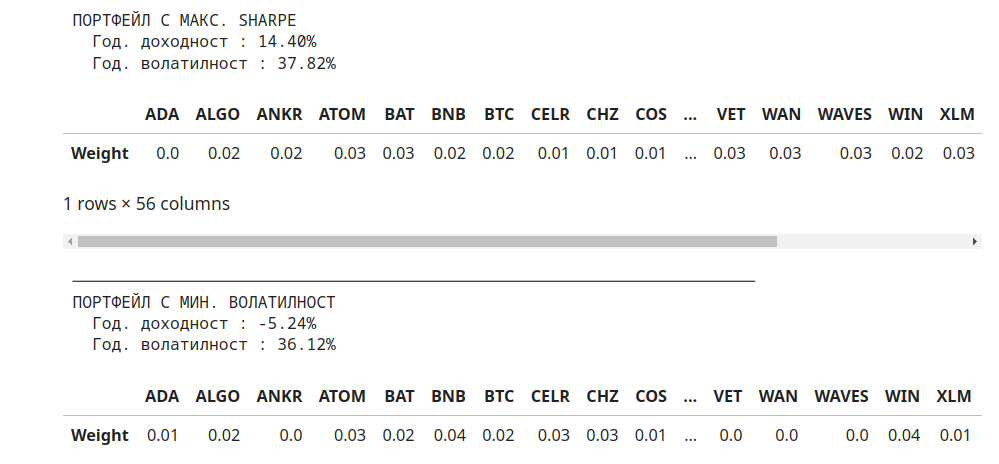 ПОРТФЕЙЛ С МАКС. SHARPE
Год. доходност : 14.40%
Год. волатилност : 37.82%
ADA ALGO ANKR ATOM BAT BNB BTC CELR CHZ COS ... VET WAN WAVES WIN XLM
Weight 0.0 0.02 0.02 0.03 0.03 0.02 0.02 0.01 0.01 0.01 ... 0.03 0.03 0.03 0.02 0.03
1 rows × 56 columns
ПОРТФЕЙЛ С МИН. ВОЛАТИЛНОСТ
Год. доходност : -5.24%
Год. волатилност : 36.12%
ADA ALGO ANKR ATOM BAT BNB BTC CELR CHZ COS ... VET WAN WAVES WIN XLM
Weight 0.01 0.02 0.0 0.03 0.02 0.04 0.02 0.03 0.03 0.01 ... 0.0 0.0 0.0 0.04 0.01